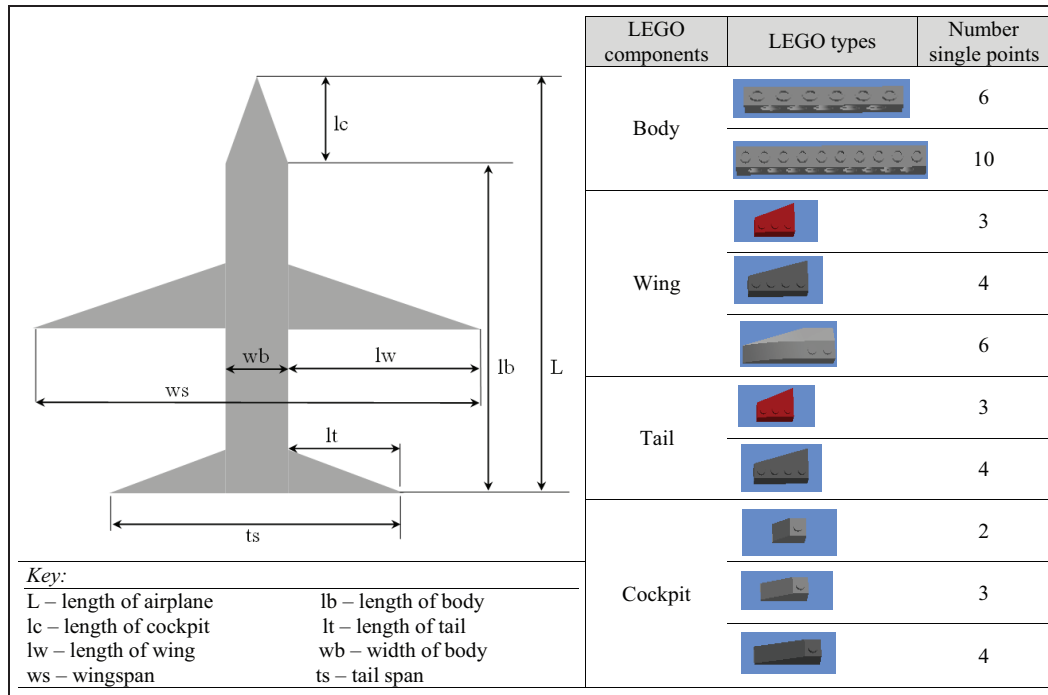 lc
wb
lw
lb
L
ws
lt
ts
Key:
L – length of airplane lb – length of body
lc – length of cockpit lt – length of tail
lw – length of wing wb – width of body
ws – wingspan ts – tail span
LEGO components LEGO types Number single points
Body
6
10
Wing
3
4
6
Tail
3
4
Cockpit
2
3
4